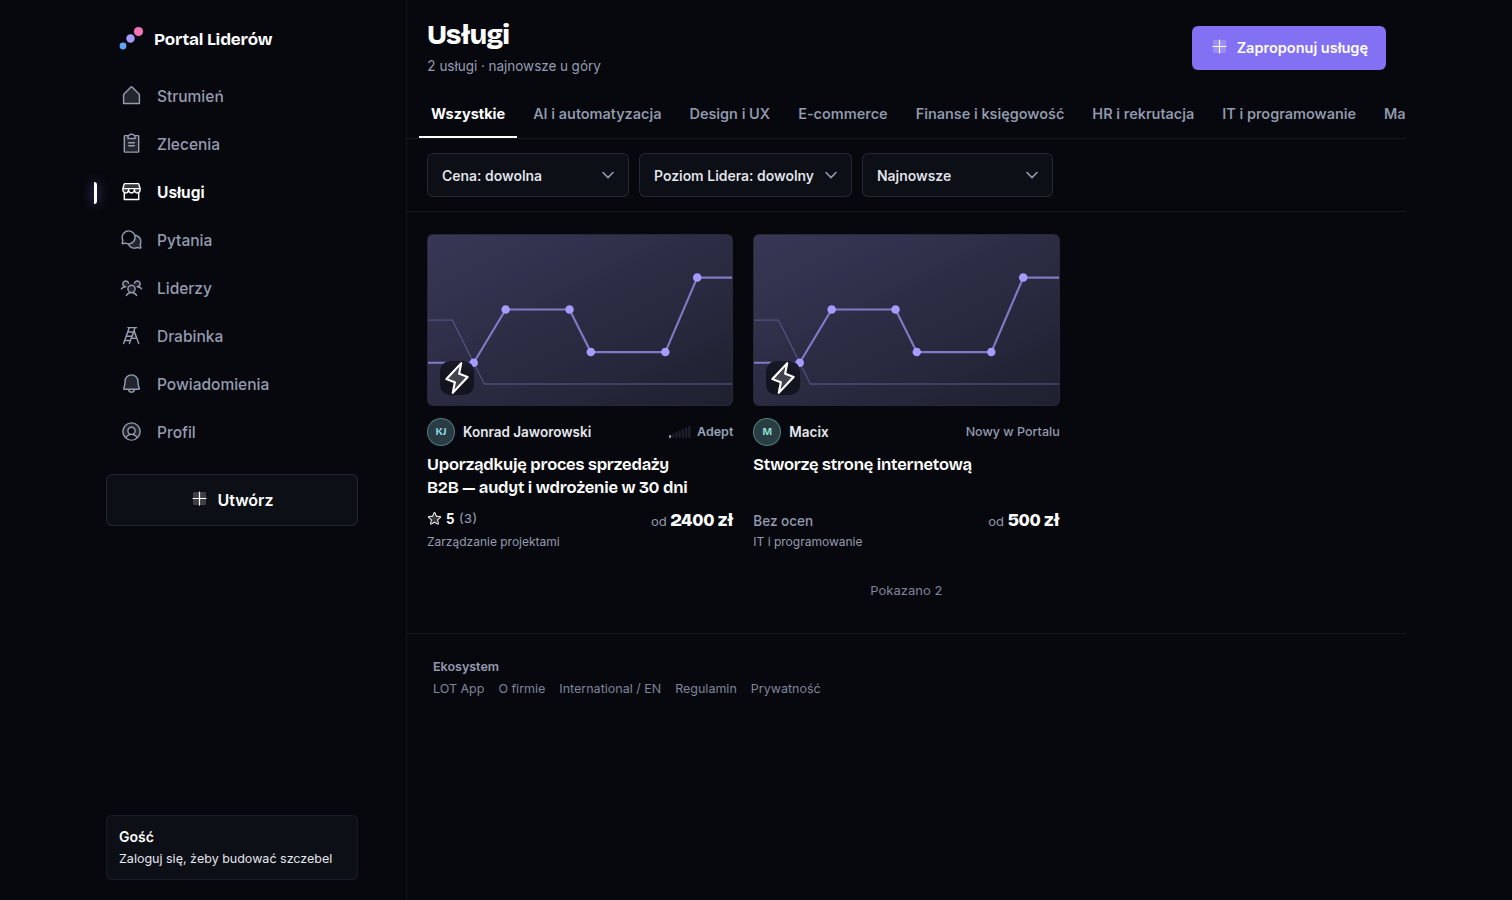 Portal Liderów
Strumień
Zlecenia
Usługi
Pytania
Liderzy
Drabinka
Powiadomienia
Profil
Utwórz
Gość
Zaloguj się, żeby budować szczebel
Usługi
2 usługi · najnowsze u góry
Zaproponuj usługę
Wszystkie AI i automatyzacja Design i UX E-commerce Finanse i księgowość HR i rekrutacja IT i programowanie Ma
Cena: dowolna Poziom Lidera: dowolny Najnowsze
KJ Konrad Jaworowski Adept
Uporządkuję proces sprzedaży
B2B — audyt i wdrożenie w 30 dni
5 (3) od 2400 zł
Zarządzanie projektami
M Macix Nowy w Portalu
Stworzę stronę internetową
Bez ocen od 500 zł
IT i programowanie
Pokazano 2
Ekosystem
LOT App O firmie International / EN Regulamin Prywatność